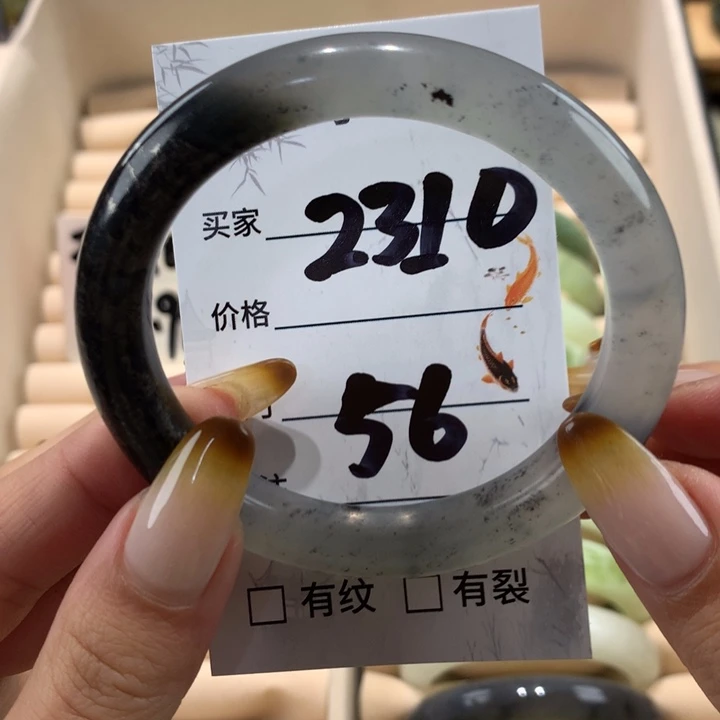 买家 2310
价格
56
□ 有纹 □ 有裂